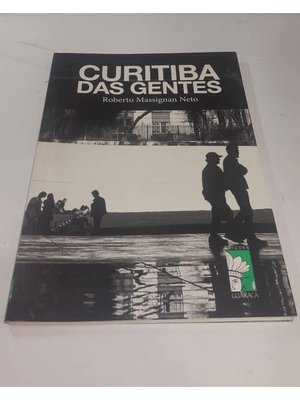 CURITIBA
DAS GENTES
Roberto Massignan Neto